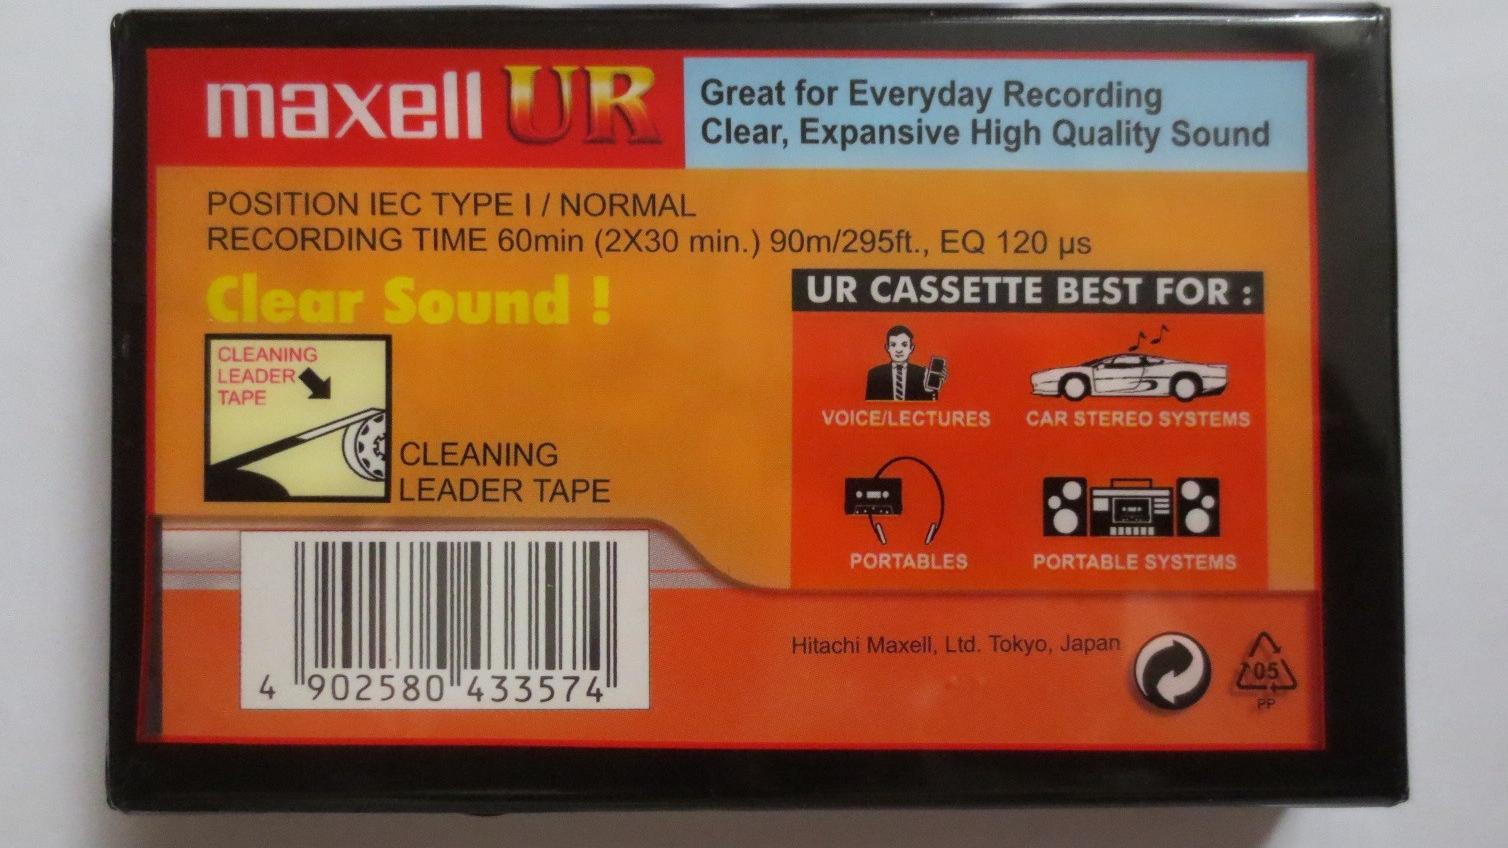 maxell UR
Great for Everyday Recording
Clear, Expansive High Quality Sound
POSITION IEC TYPE I / NORMAL
RECORDING TIME 60min (2X30 min.) 90m/295ft., EQ 120 µs
Clear Sound !
CLEANING
LEADER
TAPE
CLEANING
LEADER TAPE
UR CASSETTE BEST FOR :
VOICE/LECTURES
CAR STEREO SYSTEMS
PORTABLES
PORTABLE SYSTEMS
4 902580 433574
Hitachi Maxell, Ltd. Tokyo, Japan
05
PP